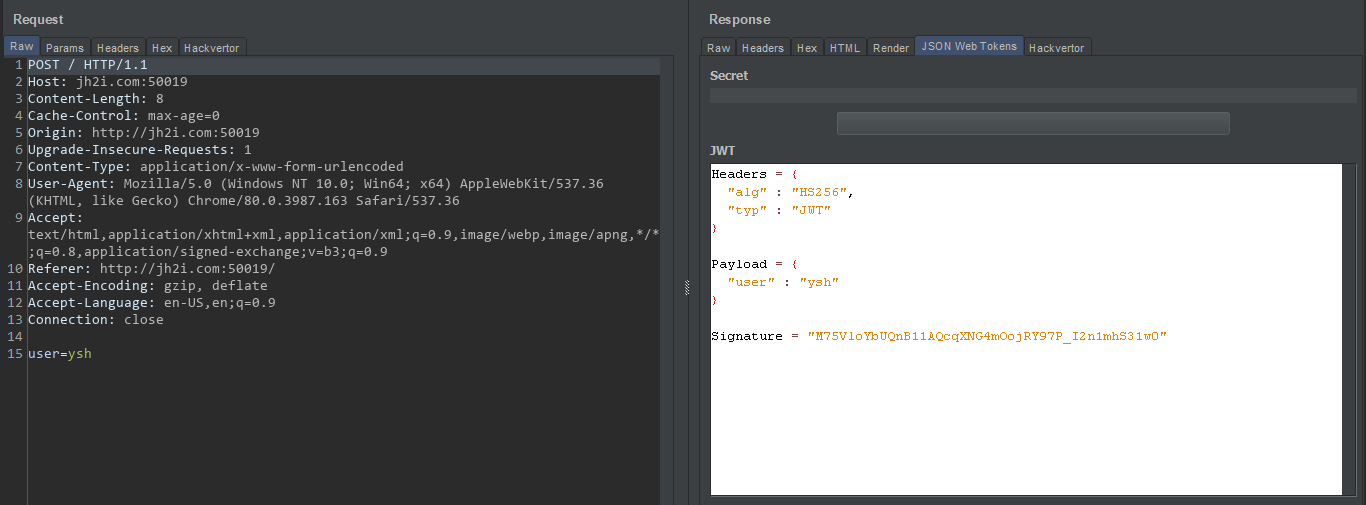 Request
Raw Params Headers Hex Hackvertor
1 POST / HTTP/1.1
2 Host: jh2i.com:50019
3 Content-Length: 8
4 Cache-Control: max-age=0
5 Origin: http://jh2i.com:50019
6 Upgrade-Insecure-Requests: 1
7 Content-Type: application/x-www-form-urlencoded
8 User-Agent: Mozilla/5.0 (Windows NT 10.0; Win64; x64) AppleWebKit/537.36
(KHTML, like Gecko) Chrome/80.0.3987.163 Safari/537.36
9 Accept:
text/html,application/xhtml+xml,application/xml;q=0.9,image/webp,image/apng,*/*
;q=0.8,application/signed-exchange;v=b3;q=0.9
10 Referer: http://jh2i.com:50019/
11 Accept-Encoding: gzip, deflate
12 Accept-Language: en-US,en;q=0.9
13 Connection: close
14
15 user=ysh
Response
Raw Headers Hex HTML Render JSON Web Tokens Hackvertor
Secret
JWT
Headers = {
"alg" : "HS256",
"typ" : "JWT"
}
Payload = {
"user" : "ysh"
}
Signature = "M75VloYbUQnB11AQcqXNG4mOojRY97P_I2n1mhS31w0"